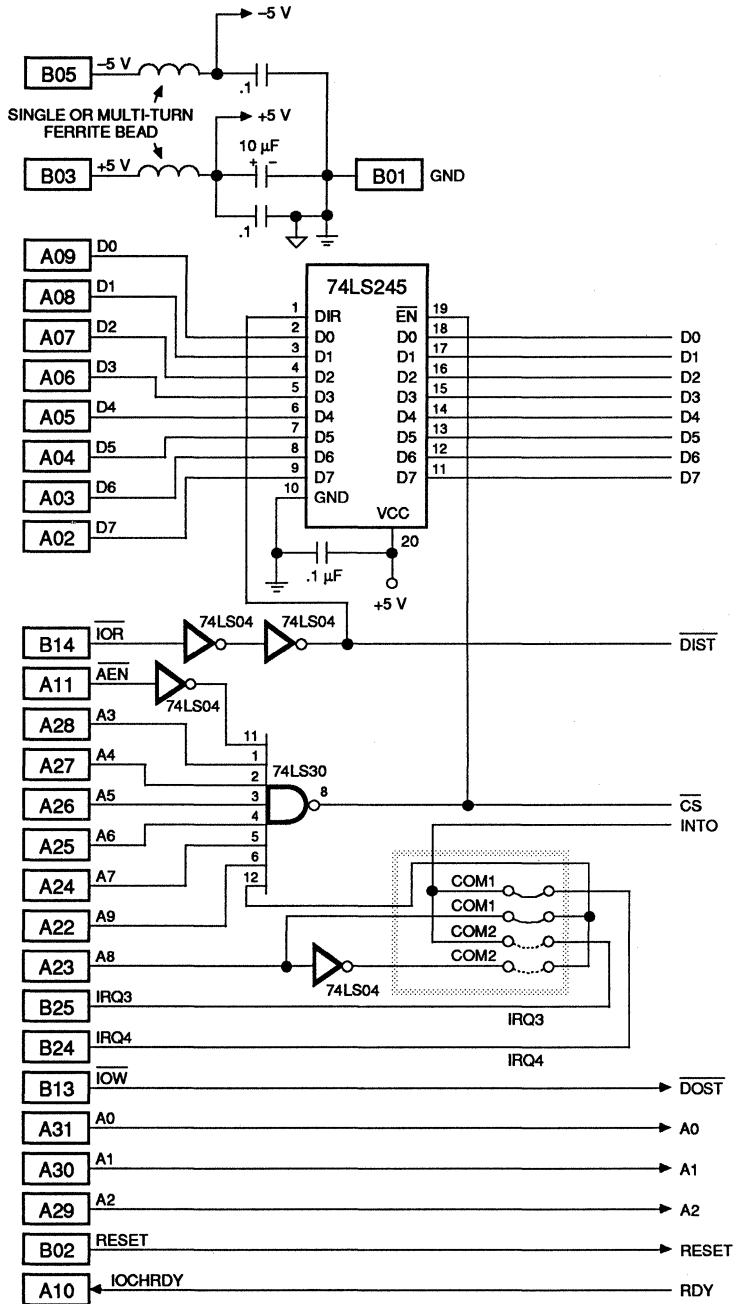 –5 V
B05 –5 V
.1
SINGLE OR MULTI-TURN
FERRITE BEAD
+5 V
10 µF
+ –
B03 +5 V
B01 GND
.1
A09 D0
A08 D1
A07 D2
A06 D3
A05 D4
A04 D5
A03 D6
A02 D7
74LS245
1 DIR EN 19
2 D0 D0 18 D0
3 D1 D1 17 D1
4 D2 D2 16 D2
5 D3 D3 15 D3
6 D4 D4 14 D4
7 D5 D5 13 D5
8 D6 D6 12 D6
9 D7 D7 11 D7
10 GND
VCC
20
.1 µF
+5 V
74LS04 74LS04
B14 IOR DIST
A11 AEN
74LS04
A28 A3
A27 A4
A26 A5
A25 A6
A24 A7
A22 A9
A23 A8
11
1
2
3
4
5
6
12
74LS30
8
CS
INTO
COM1
COM1
COM2
COM2
74LS04
B25 IRQ3
IRQ3
B24 IRQ4
IRQ4
B13 IOW DOST
A31 A0 A0
A30 A1 A1
A29 A2 A2
B02 RESET RESET
A10 IOCHRDY RDY